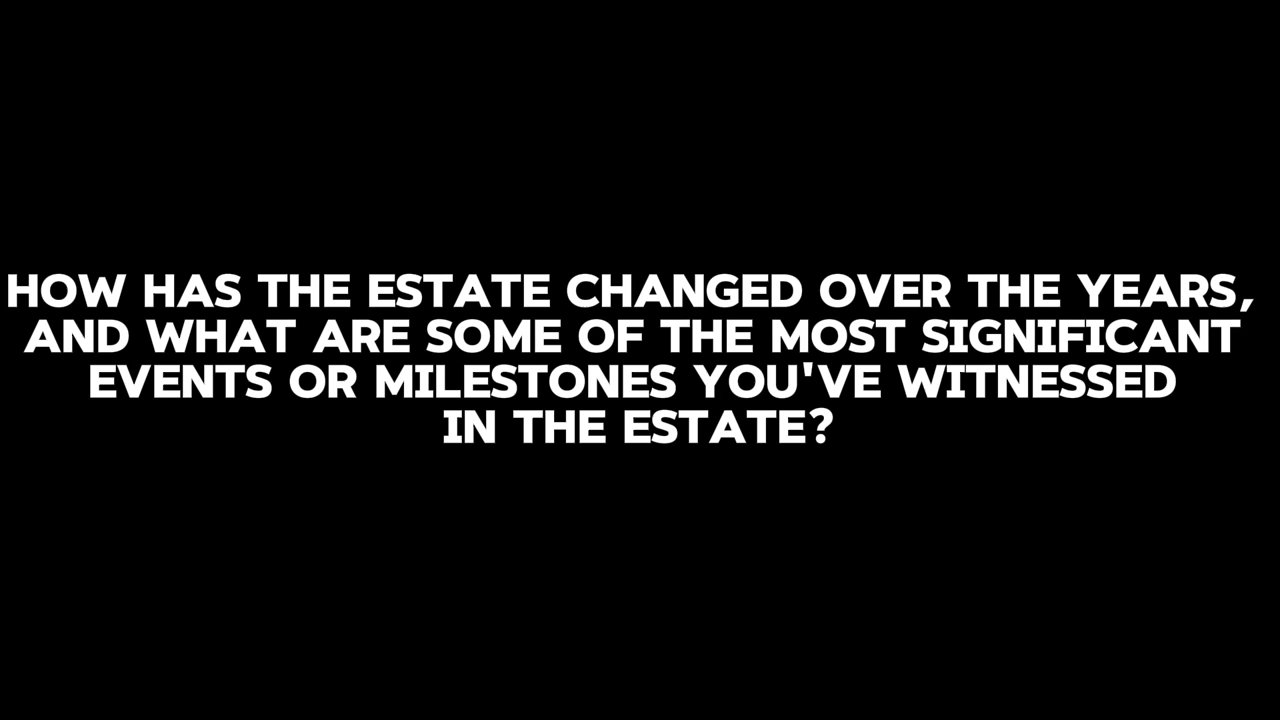 HOW HAS THE ESTATE CHANGED OVER THE YEARS,
AND WHAT ARE SOME OF THE MOST SIGNIFICANT
EVENTS OR MILESTONES YOU'VE WITNESSED
IN THE ESTATE?